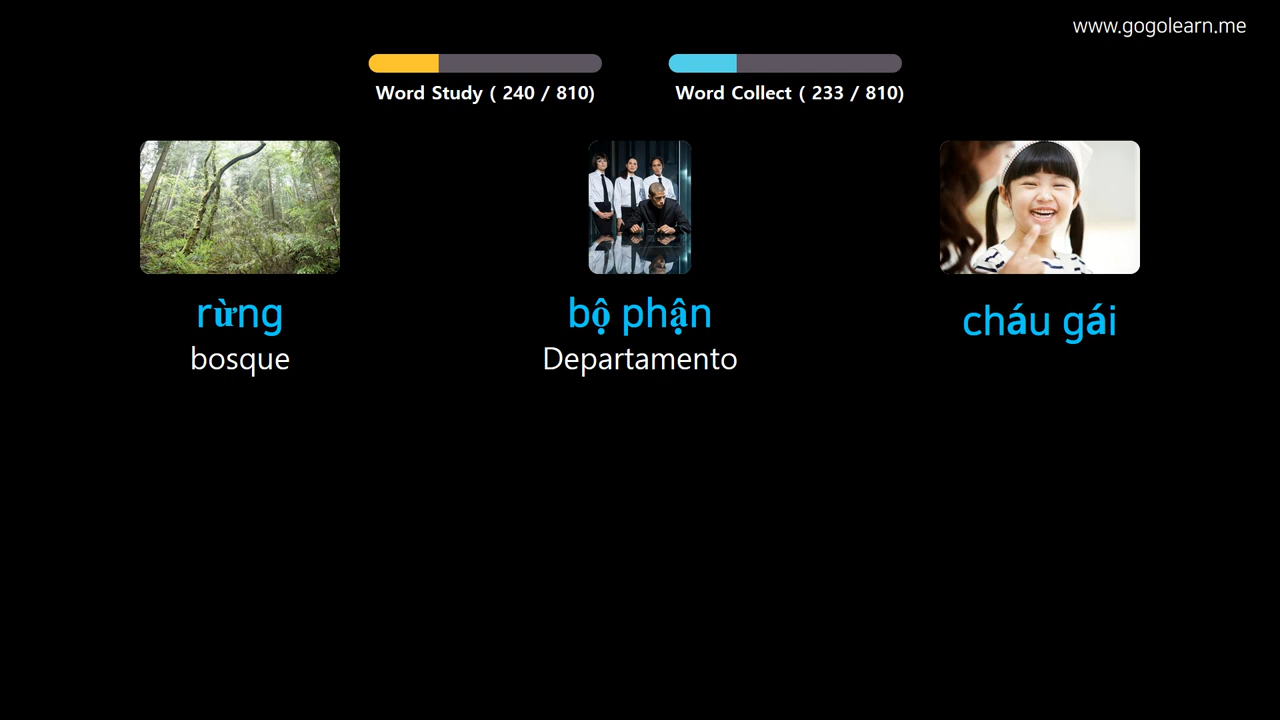 www.gogolearn.me
Word Study ( 240 / 810)
Word Collect ( 233 / 810)
rừng
bosque
bộ phận
Departamento
cháu gái